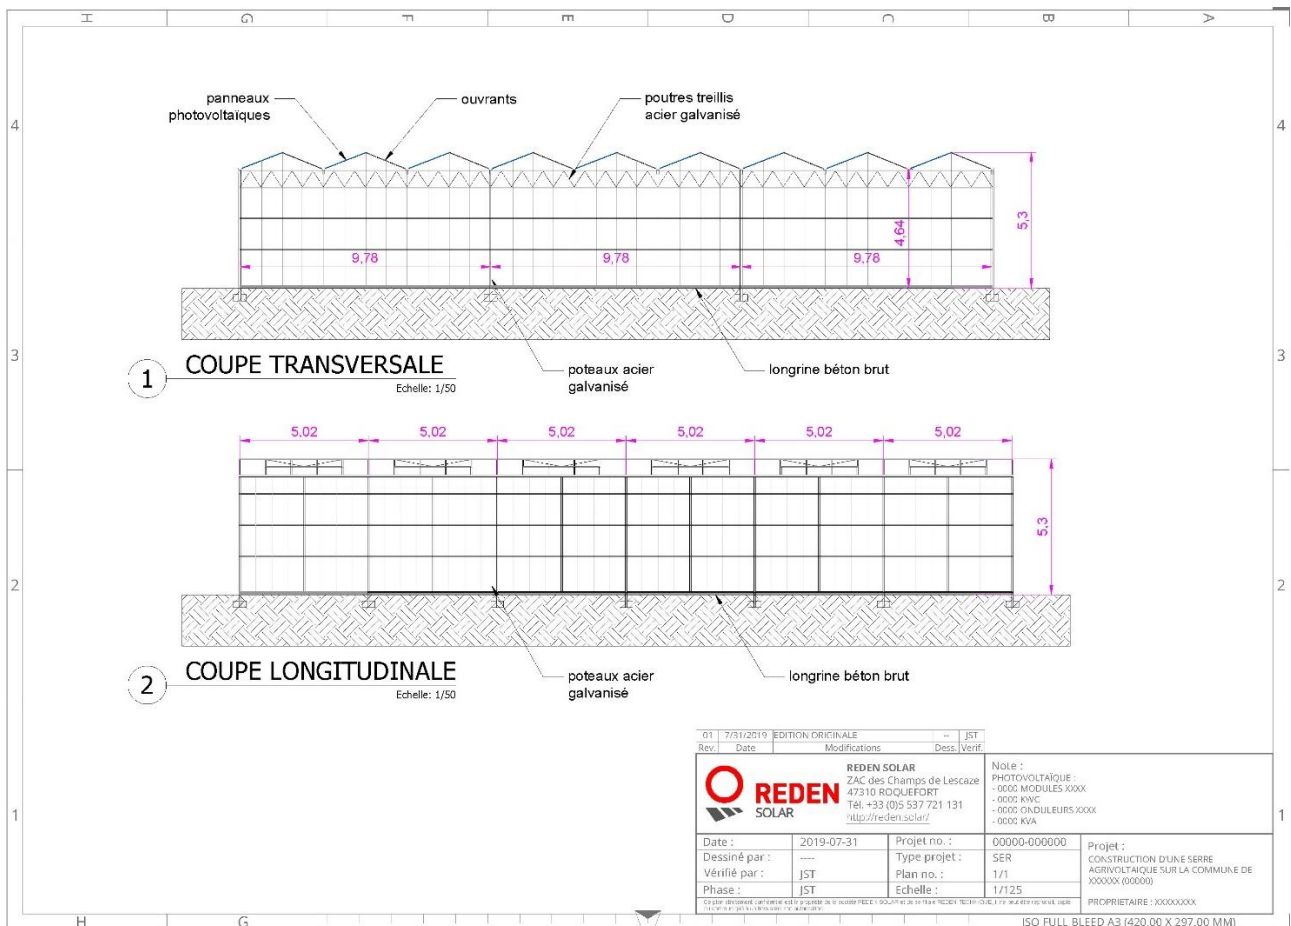 H G F E D C B A
panneaux
photovoltaïques
ouvrants
poutres treillis
acier galvanisé
4
4
4,64
5,3
9,78
9,78
9,78
3
3
1
COUPE TRANSVERSALE
Echelle: 1/50
poteaux acier
galvanisé
longrine béton brut
5,02
5,02
5,02
5,02
5,02
5,02
5,3
2
2
2
COUPE LONGITUDINALE
Echelle: 1/50
poteaux acier
galvanisé
longrine béton brut
01 7/31/2019 EDITION ORIGINALE -- JST
Rev. Date Modifications Dess. Verif.
REDEN
SOLAR
REDEN SOLAR
ZAC des Champs de Lescaze
47310 ROQUEFORT
Tél. +33 (0)5 537 721 131
http://reden.solar/
Note :
PHOTOVOLTAÏQUE :
- 0000 MODULES XXXX
- 0000 KWC
- 0000 ONDULEURS XXXX
- 0000 KVA
1
1
Date : 2019-07-31 Projet no. : 00000-000000
Dessiné par : ---- Type projet : SER
Vérifié par : JST Plan no. : 1/1
Phase : JST Echelle : 1/125
Projet :
CONSTRUCTION D'UNE SERRE
AGRIVOLTAIQUE SUR LA COMMUNE DE
XXXXXX (00000)
PROPRIETAIRE : XXXXXXXX
H G
ISO FULL BLEED A3 (420.00 X 297.00 MM)